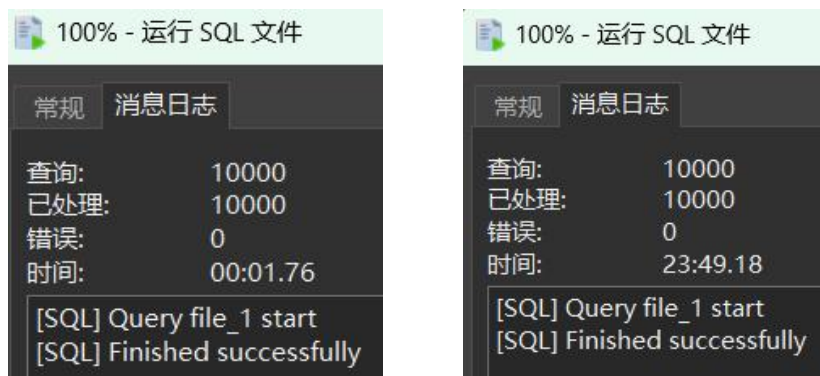 100% - 运行 SQL 文件
常规 消息日志
查询: 10000
已处理: 10000
错误: 0
时间: 00:01.76
[SQL] Query file_1 start
[SQL] Finished successfully
100% - 运行 SQL 文件
常规 消息日志
查询: 10000
已处理: 10000
错误: 0
时间: 23:49.18
[SQL] Query file_1 start
[SQL] Finished successfully